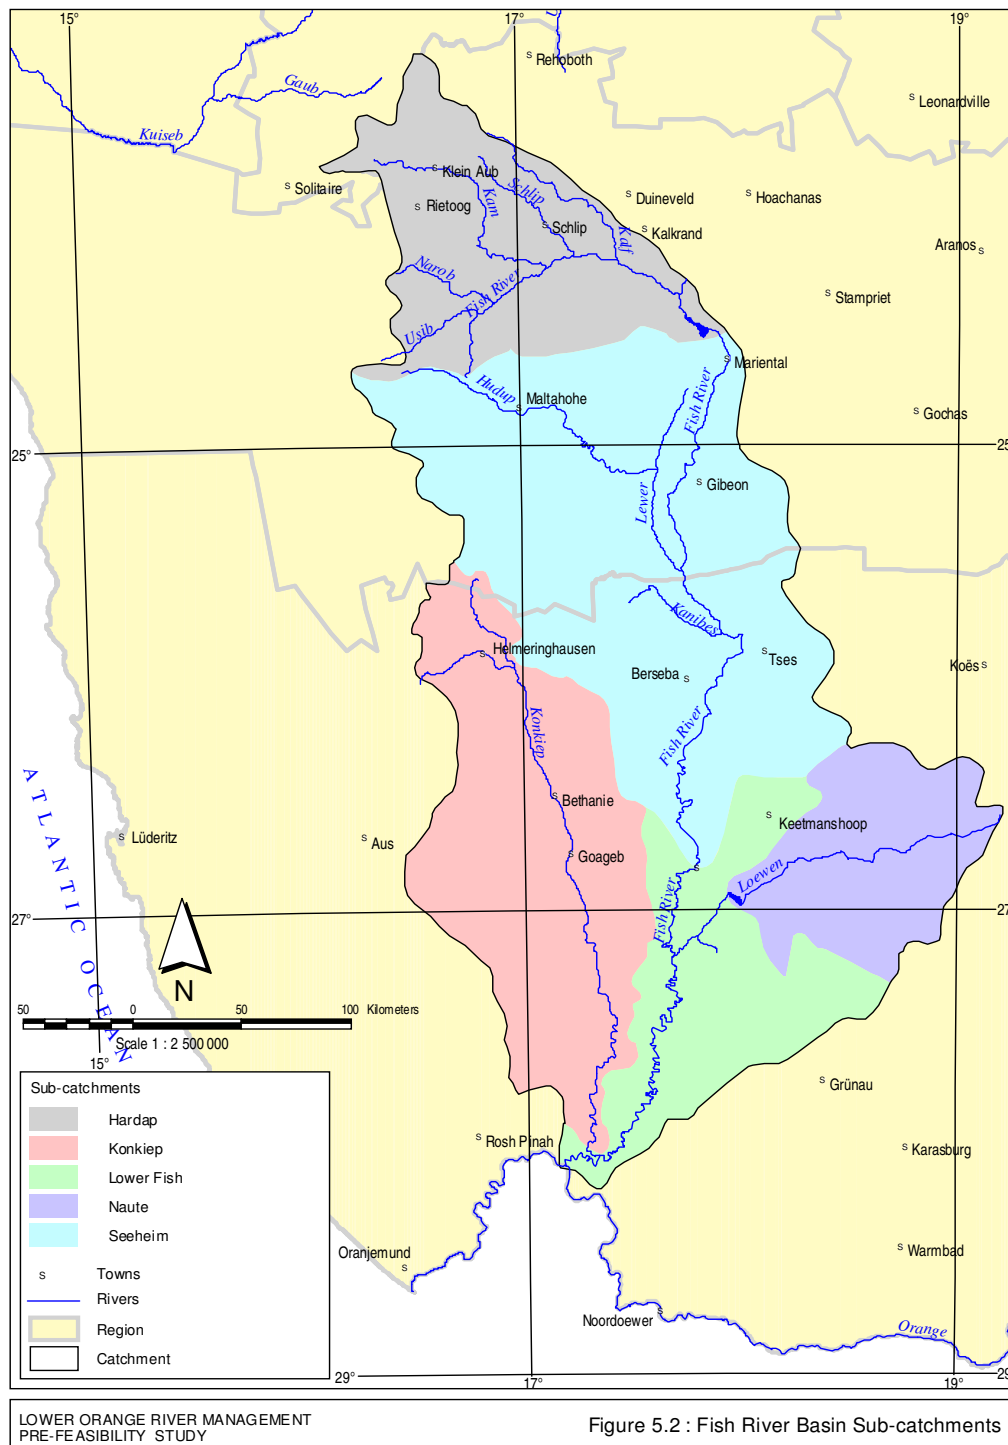 15°
17°
19°
Rehoboth
Gaub
Leonardville
Kuiseb
Klein Aub
Solitaire
Schlip
Duineveld
Hoachanas
Rietoog
Kam
Schlip
Kalkrand
Kalf
Aranos
Narob
Fish River
Stampriet
Usib
Mariental
Hudup
Maltahohe
Fish River
Gochas
25°
25
Lewer
Gibeon
Kanibes
Helmeringhausen
Tses
Koës
Berseba
Konkiep
Fish River
ATLANTIC OCEAN
Bethanie
Keetmanshoop
Lüderitz
Aus
Goageb
Loewen
Fish River
27°
27
N
50 0 50 100 Kilometers
Scale 1 : 2 500 000
15°
Sub-catchments
Hardap
Konkiep
Lower Fish
Naute
Seeheim
s Towns
Rivers
Region
Catchment
Grünau
Rosh Pinah
Karasburg
Oranjemund
Warmbad
Noordoewer
Orange
29°
17°
19°
29
LOWER ORANGE RIVER MANAGEMENT
PRE-FEASIBILITY STUDY
Figure 5.2 : Fish River Basin Sub-catchments